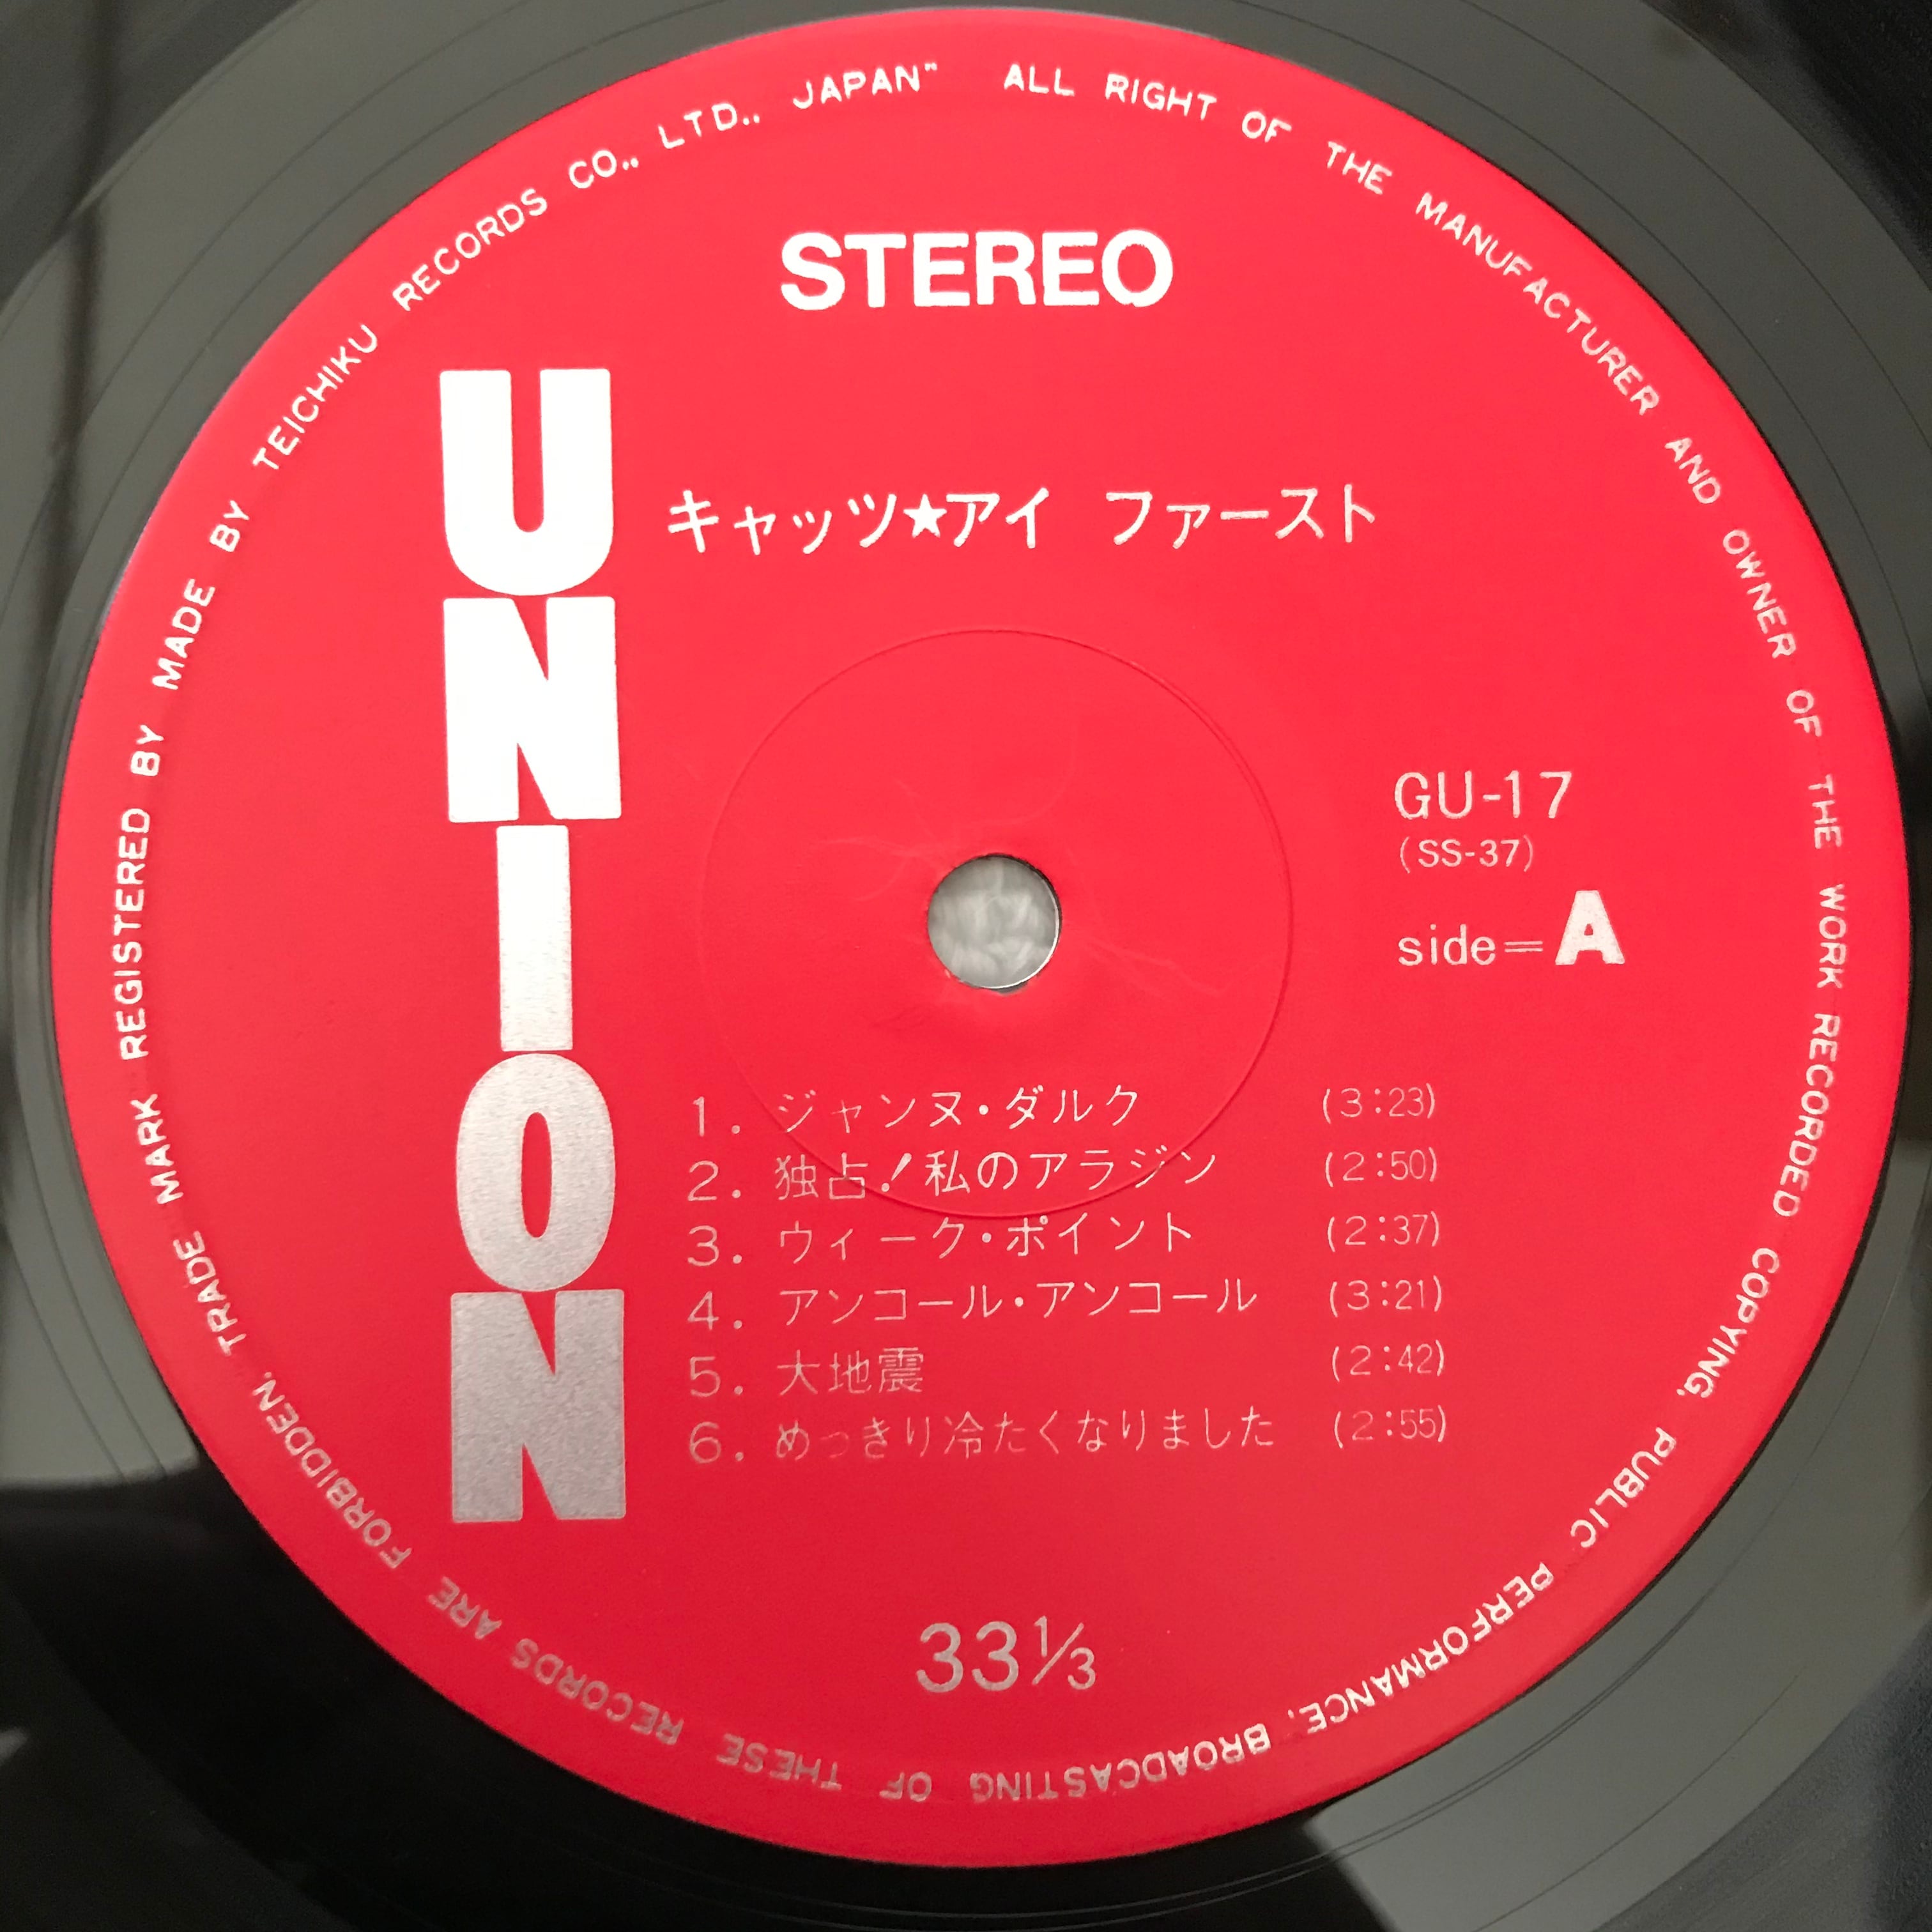 TRADE MARK REGISTERED BY MADE BY TEICHIKU RECORDS CO., LTD., JAPAN" ALL RIGHT OF THE MANUFACTURER AND OWNER OF THE WORK RECORDED COPYING, PUBLIC PERFORMANCE, BROADCASTING OF THESE RECORDS ARE FORBIDDEN,
STEREO
UNION
キャッツ★アイ ファースト
GU-17
(SS-37)
side=A
1. ジャンヌ・ダルク (3:23)
2. 独占!私のアラジン (2:50)
3. ウィーク・ポイント (2:37)
4. アンコール・アンコール (3:21)
5. 大地震 (2:42)
6. めっきり冷たくなりました (2:55)
33⅓